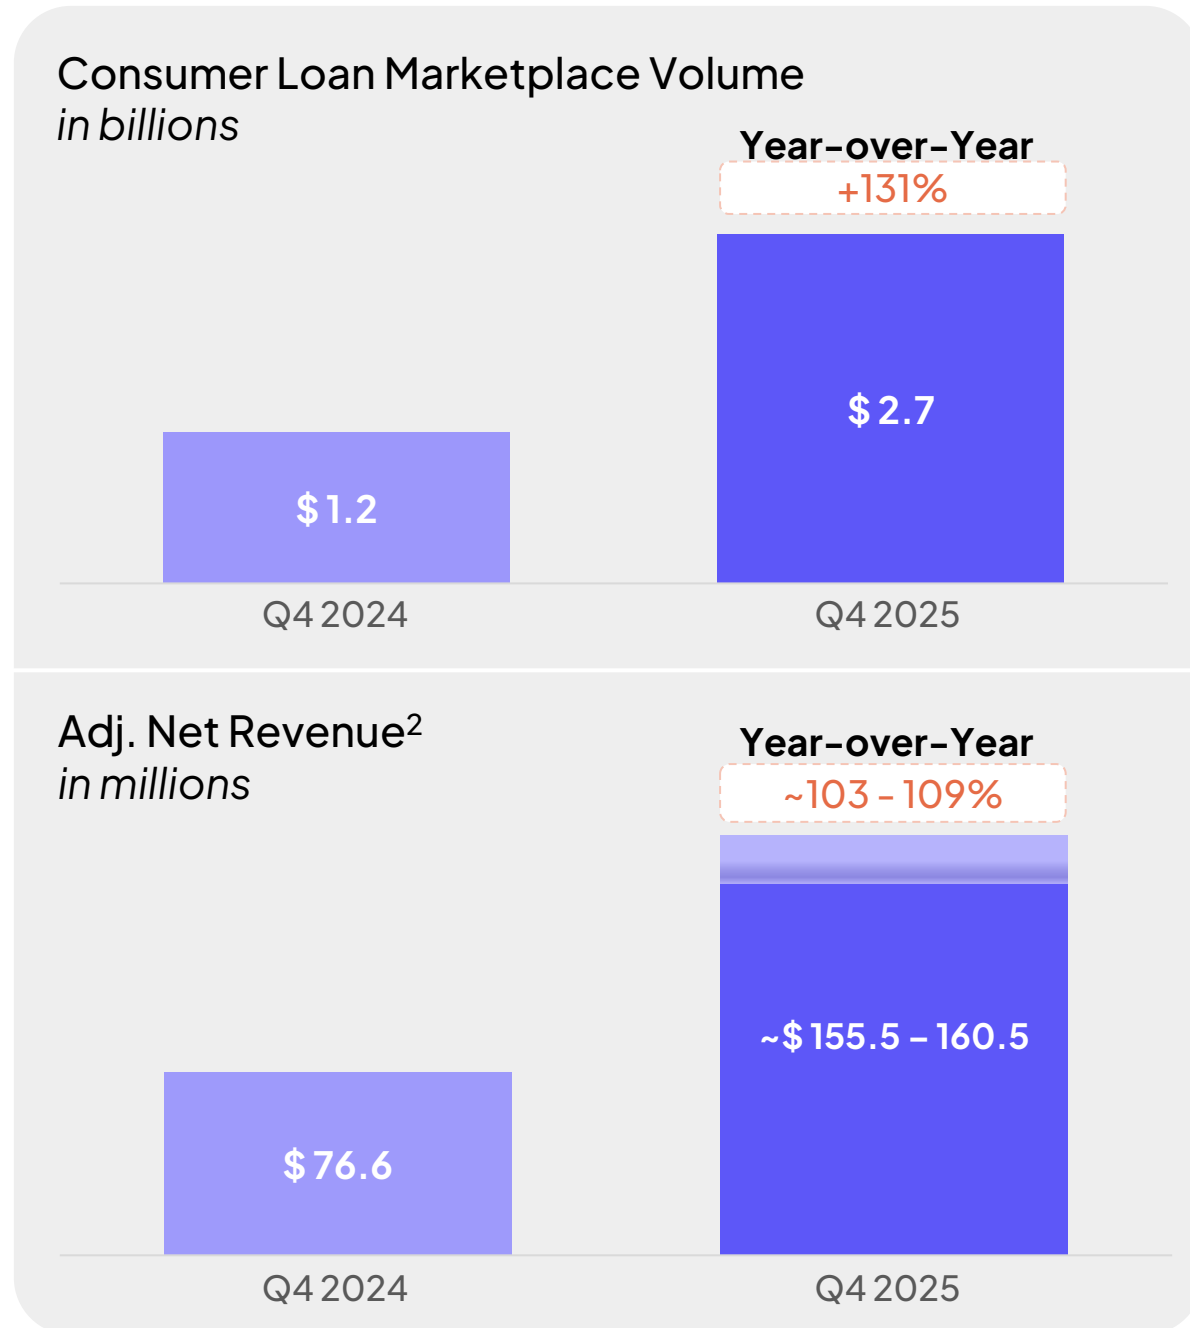 Consumer Loan Marketplace Volume
in billions
Year-over-Year
+131%
$ 2.7
$ 1.2
Q4 2024
Q4 2025
Adj. Net Revenue²
in millions
Year-over-Year
~103 - 109%
~$ 155.5 – 160.5
$ 76.6
Q4 2024
Q4 2025